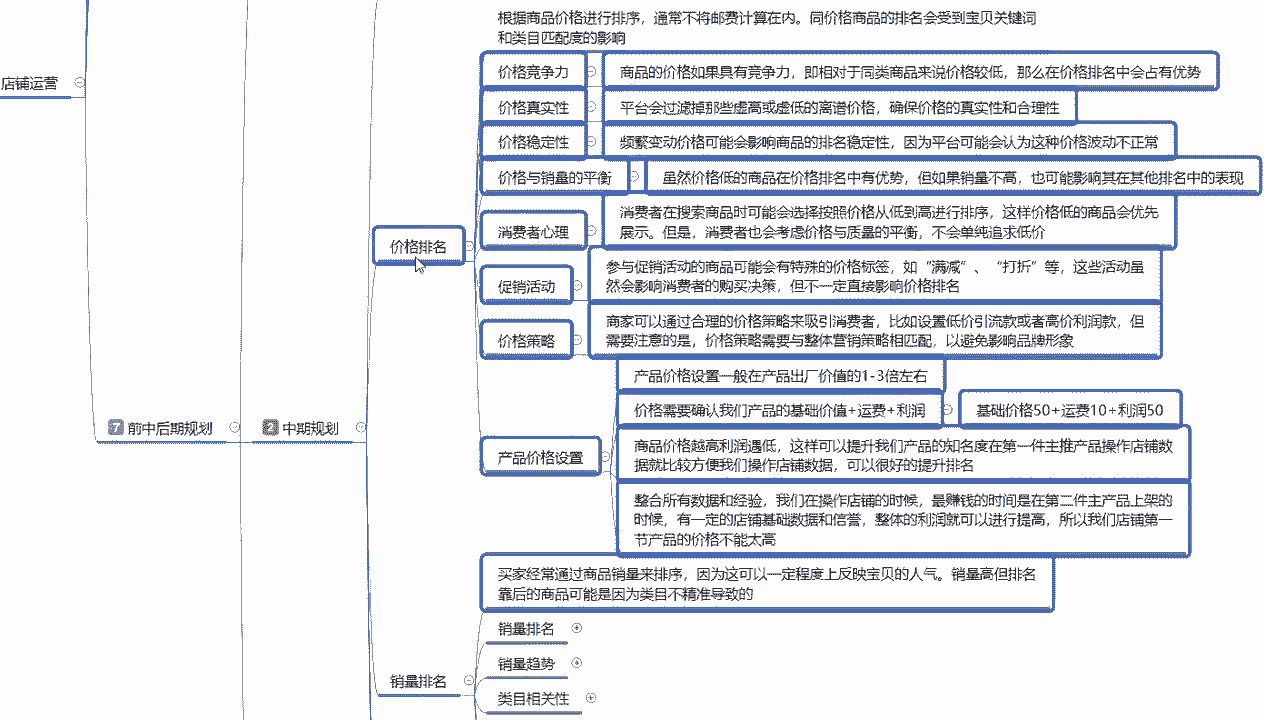 根据商品价格进行排序，通常不将邮费计算在内。同价格商品的排名会受到宝贝关键词
和类目匹配度的影响
店铺运营
价格竞争力
商品的价格如果具有竞争力，即相对于同类商品来说价格较低，那么在价格排名中会占有优势
价格真实性
平台会过滤掉那些虚高或虚低的离谱价格，确保价格的真实性和合理性
价格稳定性
频繁变动价格可能会影响商品的排名稳定性，因为平台可能会认为这种价格波动不正常
价格与销量的平衡
虽然价格低的商品在价格排名中有优势，但如果销量不高，也可能影响其在其他排名中的表现
消费者心理
消费者在搜索商品时可能会选择按照价格从低到高进行排序，这样价格低的商品会优先
展示。但是，消费者也会考虑价格与质量的平衡，不会单纯追求低价
价格排名
促销活动
参与促销活动的商品可能会有特殊的价格标签，如“满减”、“打折”等，这些活动虽
然会影响消费者的购买决策，但不一定直接影响价格排名
价格策略
商家可以通过合理的价格策略来吸引消费者，比如设置低价引流款或者高价利润款，但
需要注意的是，价格策略需要与整体营销策略相匹配，以避免影响品牌形象
产品价格设置一般在产品出厂价值的1-3倍左右
价格需要确认我们产品的基础价值+运费+利润
基础价格50+运费10+利润50
7 前中后期规划
2 中期规划
产品价格设置
商品价格越高利润遇低，这样可以提升我们产品的知名度在第一件主推产品操作店铺数
据就比较方便我们操作店铺数据，可以很好的提升排名
整合所有数据和经验，我们在操作店铺的时候，最赚钱的时间是在第二件主产品上架的
时候，有一定的店铺基础数据和信誉，整体的利润就可以进行提高，所以我们店铺第一
节产品的价格不能太高
买家经常通过商品销量来排序，因为这可以一定程度上反映宝贝的人气。销量高但排名
靠后的商品可能是因为类目不精准导致的
销量排名
销量趋势
销量排名
类目相关性